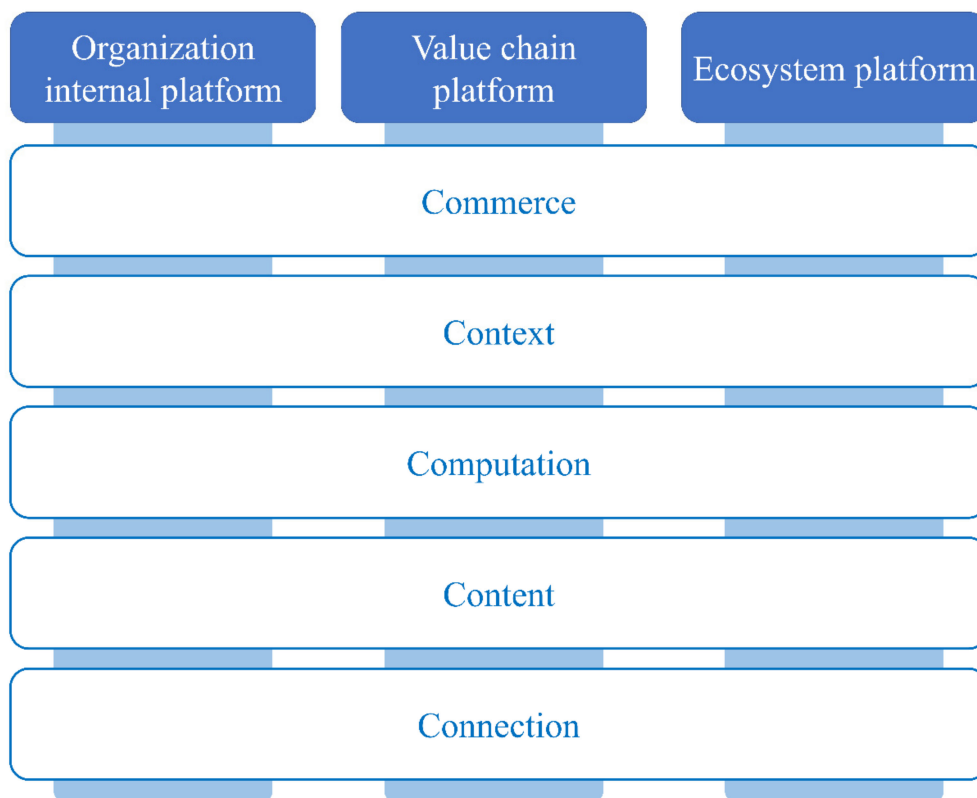 Organization
internal platform
Value chain
platform
Ecosystem platform
Commerce
Context
Computation
Content
Connection